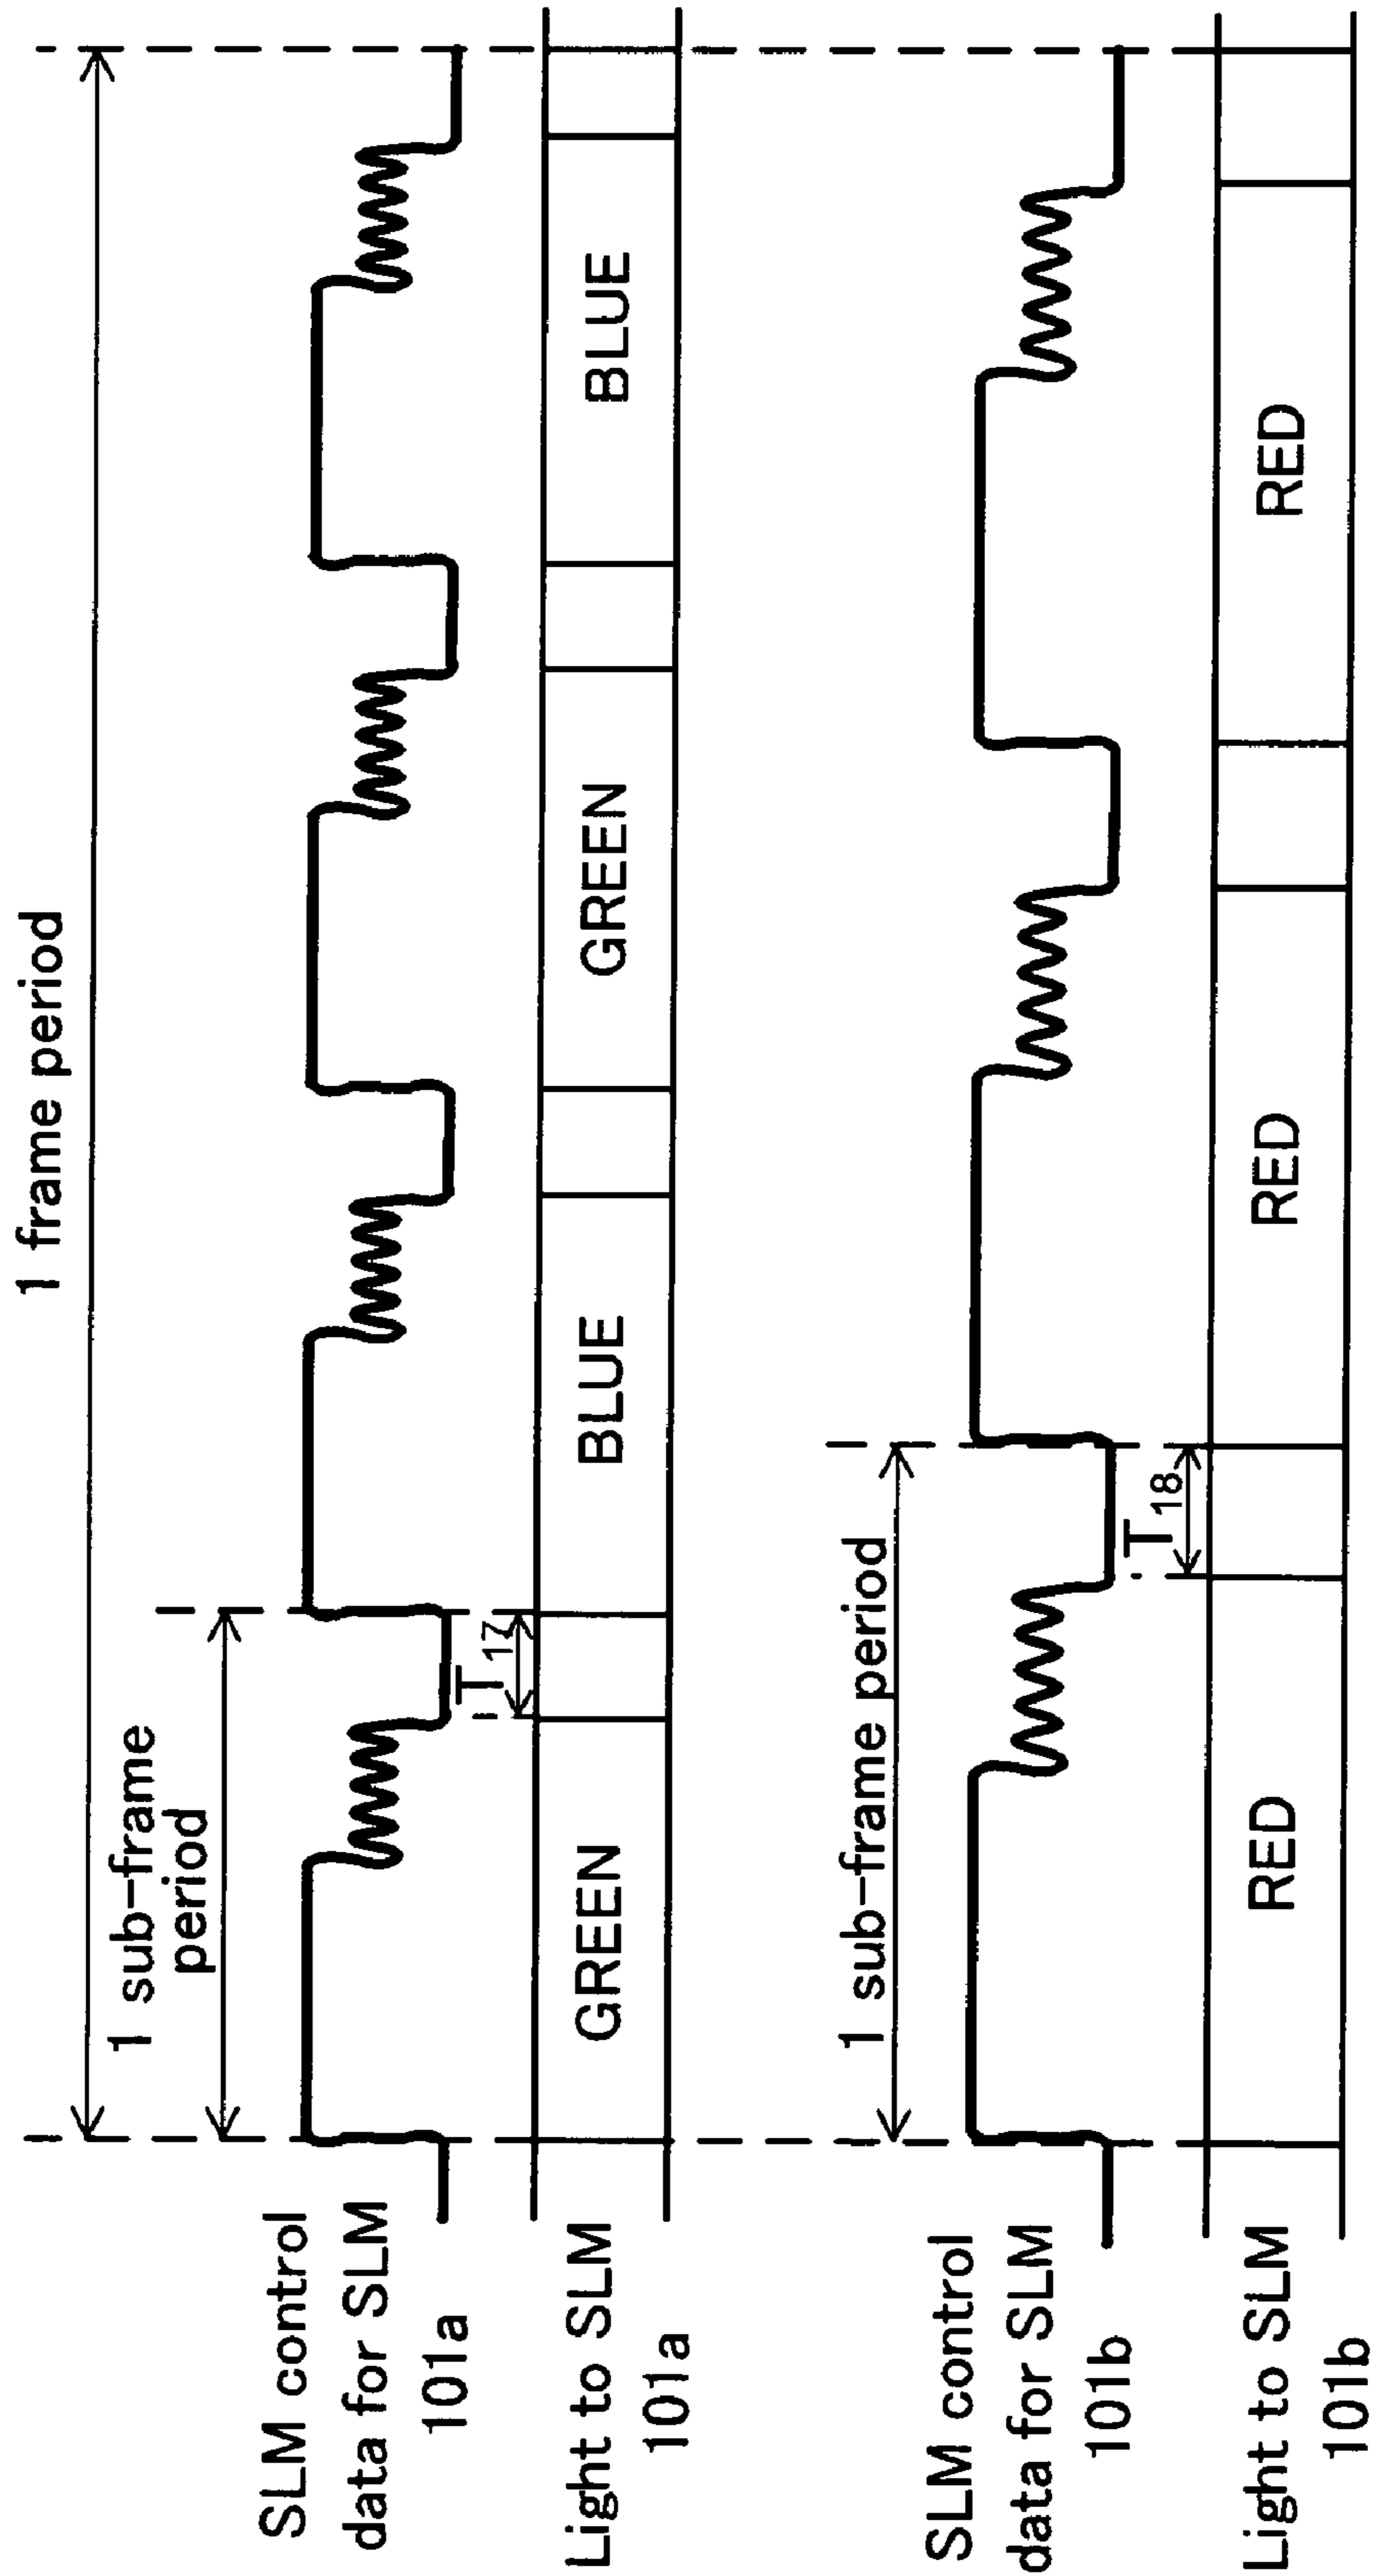 1 frame period
1 sub-frame
period
SLM control
data for SLM
101a
T17
Light to SLM
101a
GREEN
BLUE
GREEN
BLUE
1 sub-frame period
SLM control
data for SLM
101b
T18
Light to SLM
101b
RED
RED
RED